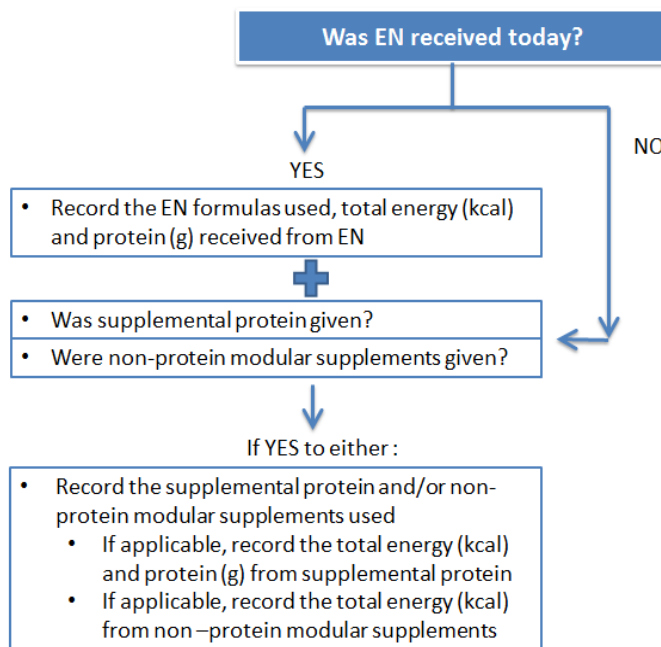 Was EN received today?
NO
YES
• Record the EN formulas used, total energy (kcal)
and protein (g) received from EN
• Was supplemental protein given?
• Were non-protein modular supplements given?
If YES to either :
• Record the supplemental protein and/or non-
protein modular supplements used
• If applicable, record the total energy (kcal)
and protein (g) from supplemental protein
• If applicable, record the total energy (kcal)
from non –protein modular supplements